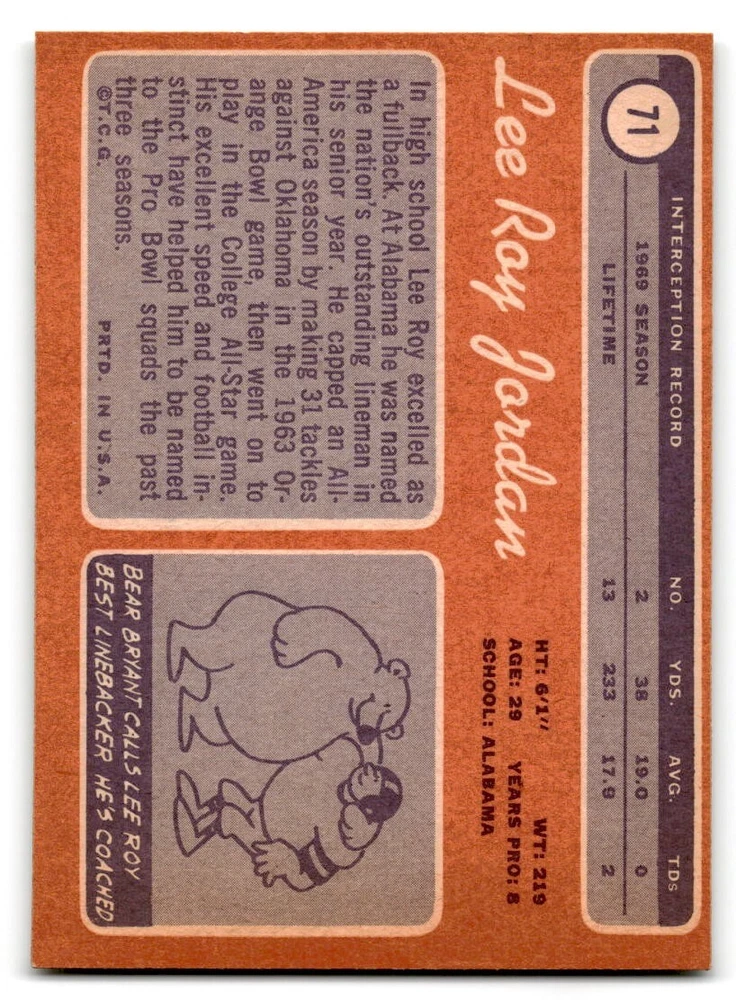 71
INTERCEPTION RECORD NO. YDS. AVG. TDs
1969 SEASON 2 38 19.0 0
LIFETIME 13 233 17.9 2
Lee Roy Jordan
HT: 6'1" WT: 219
AGE: 29 YEARS PRO: 8
SCHOOL: ALABAMA
In high school Lee Roy excelled as
a fullback. At Alabama he was named
the nation's outstanding lineman in
his senior year. He capped an All-
America season by making 31 tackles
against Oklahoma in the 1963 Or-
ange Bowl game, then went on to
play in the College All-Star game.
His excellent speed and football in-
stinct have helped him to be named
to the Pro Bowl squads the past
three seasons.
©T.C.G. PRTD. IN U.S.A.
BEAR BRYANT CALLS LEE ROY
BEST LINEBACKER HE'S COACHED